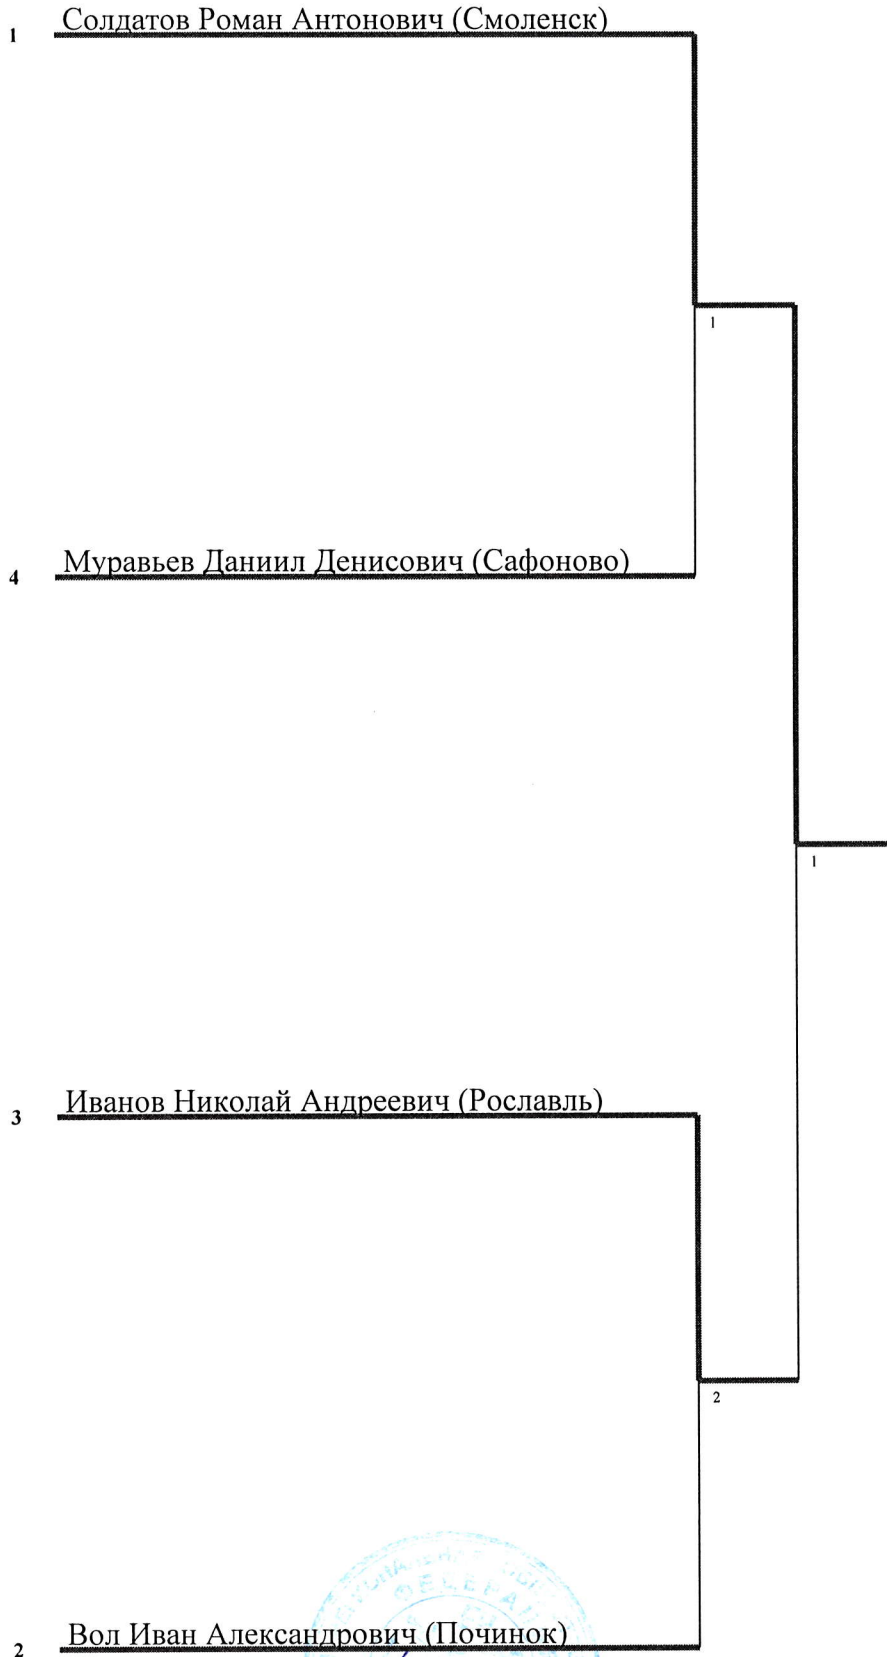 1 Солдатов Роман Антонович (Смоленск)
1
4 Муравьев Даниил Денисович (Сафоново)
1
3 Иванов Николай Андреевич (Рославль)
2
2 Вол Иван Александрович (Починок)